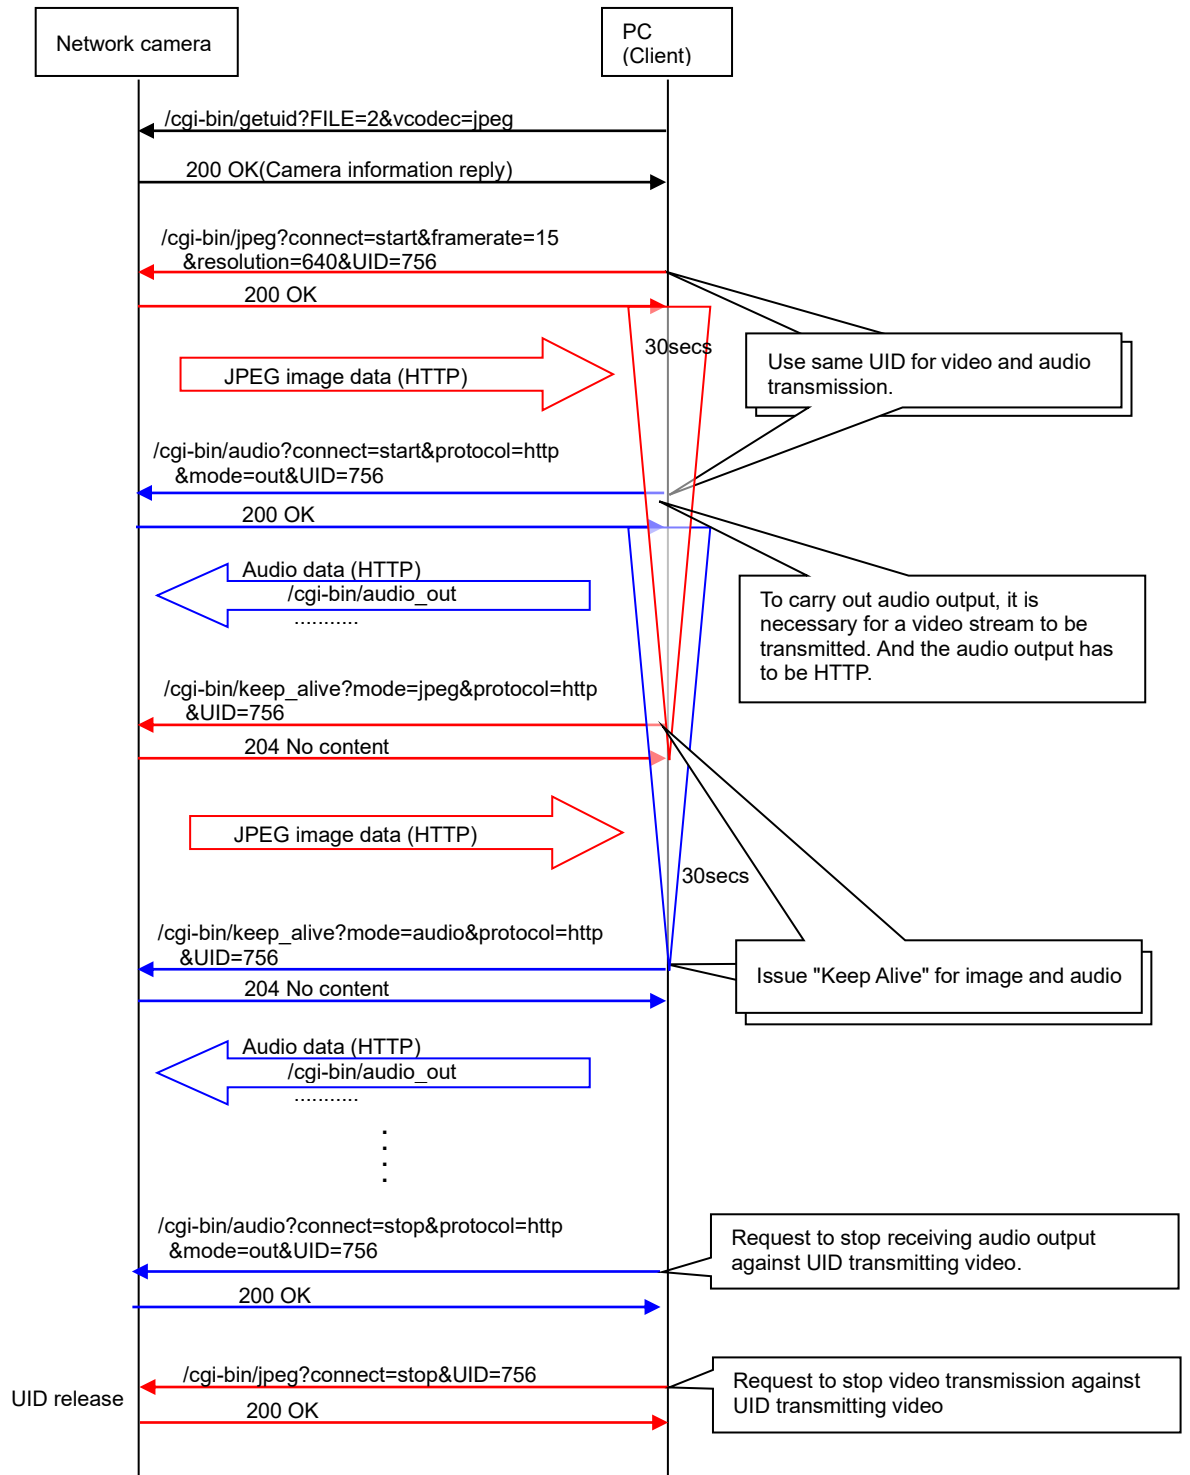 Network camera
PC
(Client)
/cgi-bin/getuid?FILE=2&vcodec=jpeg
200 OK(Camera information reply)
/cgi-bin/jpeg?connect=start&framerate=15
&resolution=640&UID=756
200 OK
30secs
JPEG image data (HTTP)
Use same UID for video and audio
transmission.
/cgi-bin/audio?connect=start&protocol=http
&mode=out&UID=756
200 OK
Audio data (HTTP)
/cgi-bin/audio_out
...........
To carry out audio output, it is
necessary for a video stream to be
transmitted. And the audio output has
to be HTTP.
/cgi-bin/keep_alive?mode=jpeg&protocol=http
&UID=756
204 No content
JPEG image data (HTTP)
30secs
/cgi-bin/keep_alive?mode=audio&protocol=http
&UID=756
204 No content
Issue "Keep Alive" for image and audio
Audio data (HTTP)
/cgi-bin/audio_out
...........
/cgi-bin/audio?connect=stop&protocol=http
&mode=out&UID=756
200 OK
Request to stop receiving audio output
against UID transmitting video.
/cgi-bin/jpeg?connect=stop&UID=756
UID release
200 OK
Request to stop video transmission against
UID transmitting video